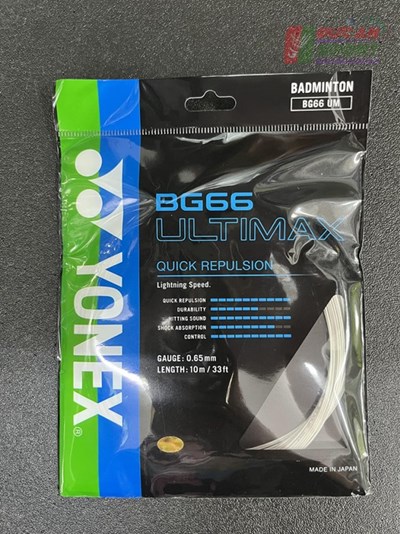 BADMINTON
BG66 UM
YONEX®
BG66
ULTIMAX
QUICK REPULSION
Lightning Speed.
QUICK REPULSION
DURABILITY
HITTING SOUND
SHOCK ABSORPTION
CONTROL
GAUGE: 0.65mm
LENGTH: 10m/33ft
MADE IN JAPAN